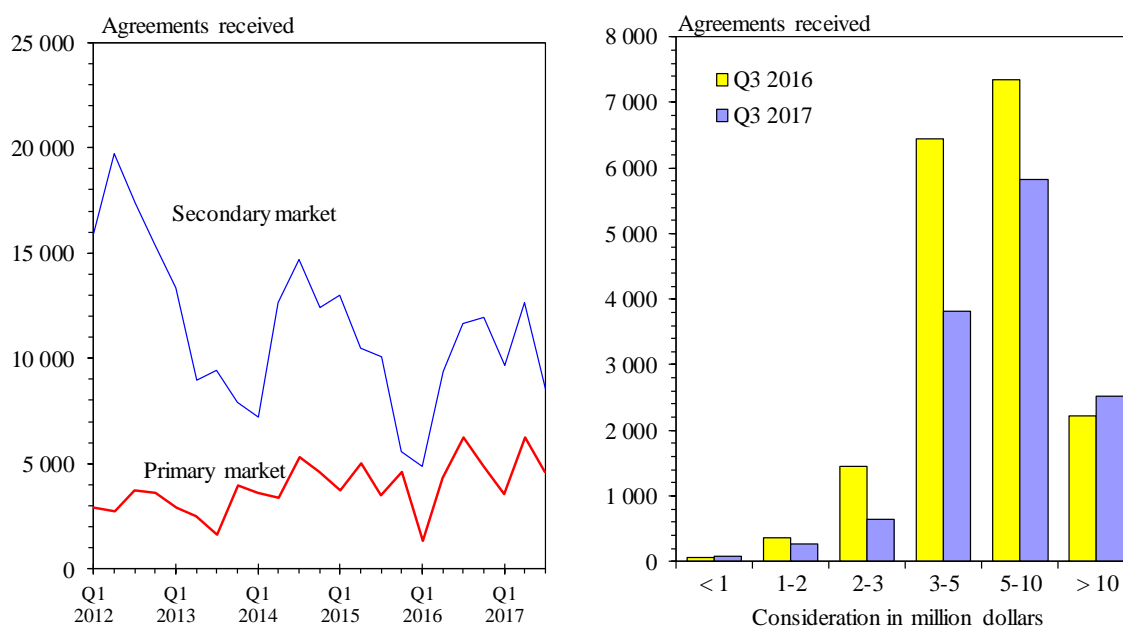 Agreements received
25 000
20 000
15 000
10 000
5 000
0
Secondary market
Primary market
Q1 Q1 Q1 Q1 Q1 Q1
2012 2013 2014 2015 2016 2017
Agreements received
8 000
7 000
6 000
5 000
4 000
3 000
2 000
1 000
0
Q3 2016
Q3 2017
< 1 1-2 2-3 3-5 5-10 > 10
Consideration in million dollars